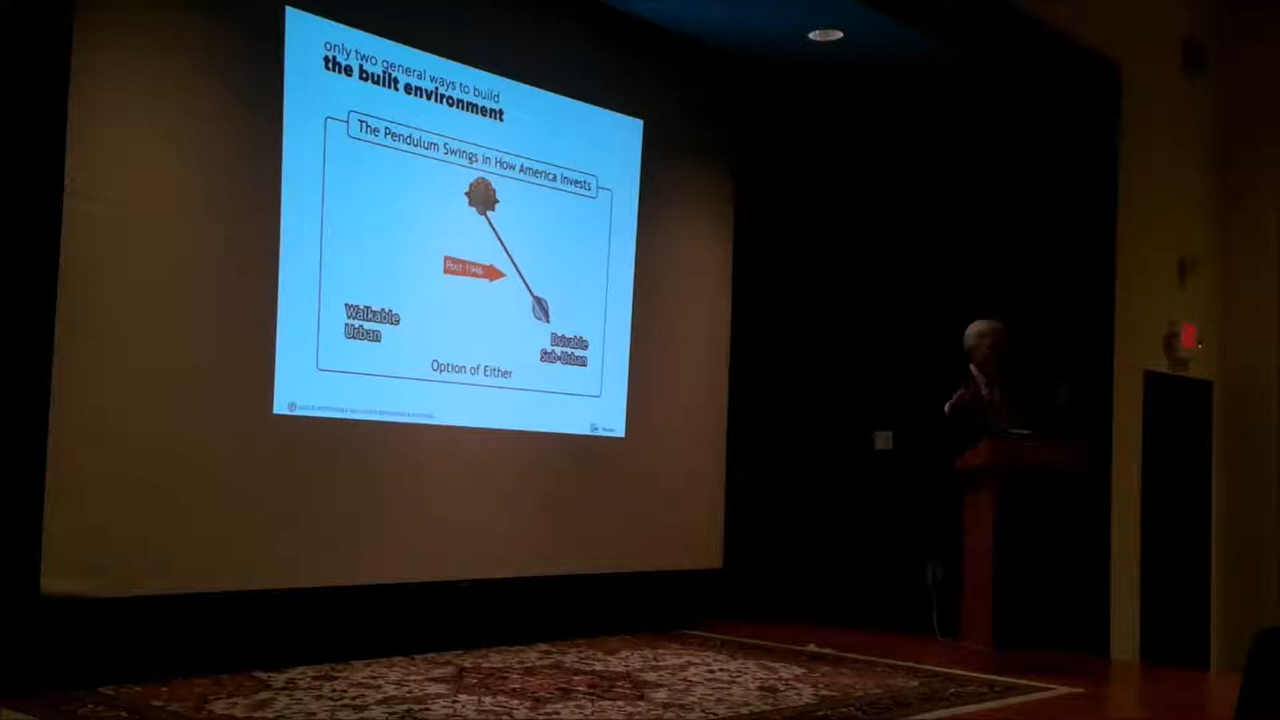 only two general ways to build
the built environment
The Pendulum Swings in How America Invests
Post 1946
Walkable
Urban
Drivable
Sub-Urban
Option of Either